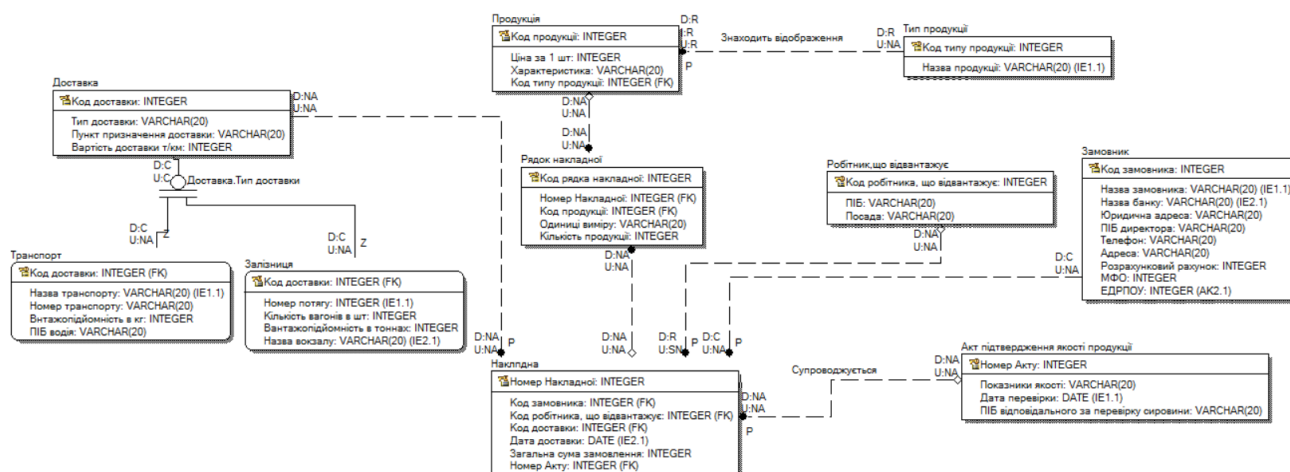 Продукція
Код продукції: INTEGER
Ціна за 1 шт: INTEGER
Характеристика: VARCHAR(20)
Код типу продукції: INTEGER (FK)
D:R
I:R
U:R
P
Знаходить відображення
D:R
U:NA
Тип продукції
Код типу продукції: INTEGER
Назва продукції: VARCHAR(20) (IE1.1)
Доставка
Код доставки: INTEGER
Тип доставки: VARCHAR(20)
Пункт призначення доставки: VARCHAR(20)
Вартість доставки т/км: INTEGER
D:NA
U:NA
D:C
U:C
Доставка.Тип доставки
D:C
U:NA
Z
D:C
U:NA
Z
Транспорт
Код доставки: INTEGER (FK)
Назва транспорту: VARCHAR(20) (IE1.1)
Номер транспорту: VARCHAR(20)
Внтажопідйомність в кг: INTEGER
ПІБ водія: VARCHAR(20)
Залізниця
Код доставки: INTEGER (FK)
Номер потягу: INTEGER (IE1.1)
Кількість вагонів в шт: INTEGER
Вантажопідйомність в тоннах: INTEGER
Назва вокзалу: VARCHAR(20) (IE2.1)
D:NA
U:NA
D:NA
U:NA
Рядок накладної
Код рядка накладної: INTEGER
Номер Накладної: INTEGER (FK)
Код продукції: INTEGER (FK)
Одиниці виміру: VARCHAR(20)
Кількість продукції: INTEGER
D:NA
U:NA
Робітник,що відвантажує
Код робітника, що відвантажує: INTEGER
ПІБ: VARCHAR(20)
Посада: VARCHAR(20)
D:NA
U:NA
Замовник
Код замовника: INTEGER
Назва замовника: VARCHAR(20) (IE1.1)
Назва банку: VARCHAR(20) (IE2.1)
Юридична адреса: VARCHAR(20)
ПІБ директора: VARCHAR(20)
Телефон: VARCHAR(20)
Адреса: VARCHAR(20)
Розрахунковий рахунок: INTEGER
МФО: INTEGER
ЕДРПОУ: INTEGER (AK2.1)
D:C
U:NA
D:NA
U:NA
P
D:NA
U:NA
D:R
U:SN
P
D:C
U:NA
P
Наклпдна
Номер Накладної: INTEGER
Код замовника: INTEGER (FK)
Код робітника, що відвантажує: INTEGER (FK)
Код доставки: INTEGER (FK)
Дата доставки: DATE (IE2.1)
Загальна сума замовлення: INTEGER
Номер Акту: INTEGER (FK)
D:NA
U:NA
P
Супроводжується
D:NA
U:NA
Акт підтвердження якості продукції
Номер Акту: INTEGER
Показники якості: VARCHAR(20)
Дата перевірки: DATE (IE1.1)
ПІБ відповідального за перевірку сировини: VARCHAR(20)